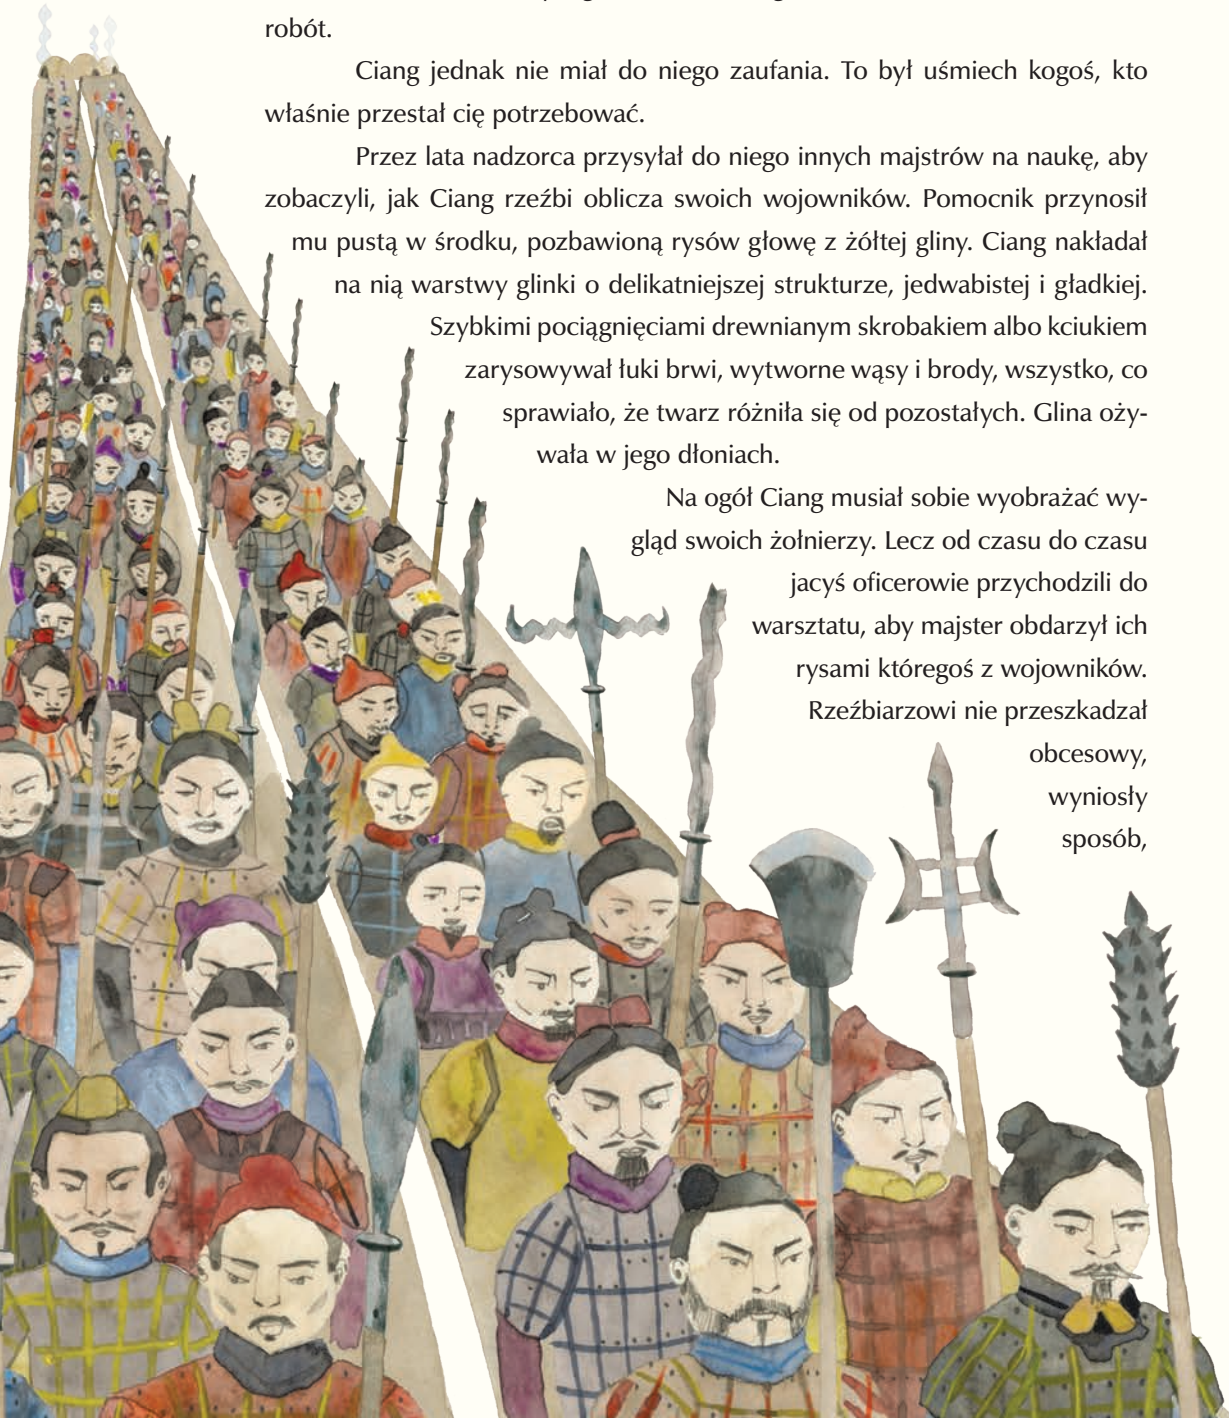 robót.
Ciang jednak nie miał do niego zaufania. To był uśmiech kogoś, kto
właśnie przestał cię potrzebować.
Przez lata nadzorca przysyłał do niego innych majstrów na naukę, aby
zobaczyli, jak Ciang rzeźbi oblicza swoich wojowników. Pomocnik przynosił
mu pustą w środku, pozbawioną rysów głowę z żółtej gliny. Ciang nakładał
na nią warstwy glinki o delikatniejszej strukturze, jedwabistej i gładkiej.
Szybkimi pociągnięciami drewnianym skrobakiem albo kciukiem
zarysowywał łuki brwi, wytworne wąsy i brody, wszystko, co
sprawiało, że twarz różniła się od pozostałych. Glina oży-
wała w jego dłoniach.
Na ogół Ciang musiał sobie wyobrażać wy-
gląd swoich żołnierzy. Lecz od czasu do czasu
jacyś oficerowie przychodzili do
warsztatu, aby majster obdarzył ich
rysami któregoś z wojowników.
Rzeźbiarzowi nie przeszkadzał
obcesowy,
wyniosły
sposób,